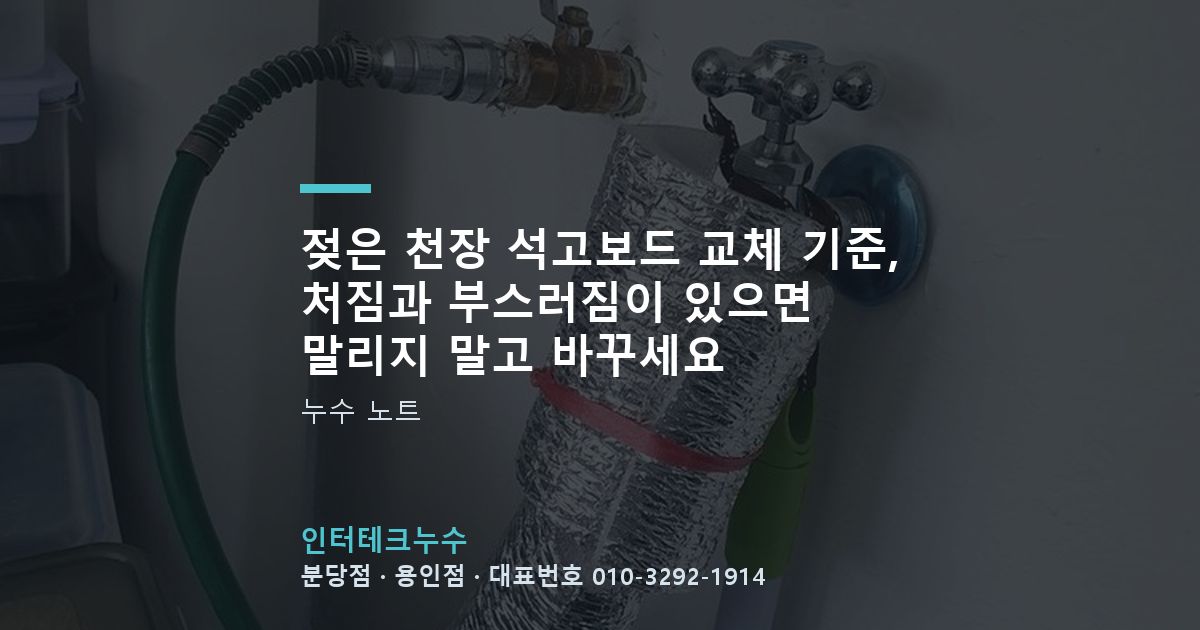 젖은 천장 석고보드 교체 기준,
처짐과 부스러짐이 있으면
말리지 말고 바꾸세요
누수 노트
인터테크누수
분당점 · 용인점 · 대표번호 010-3292-1914